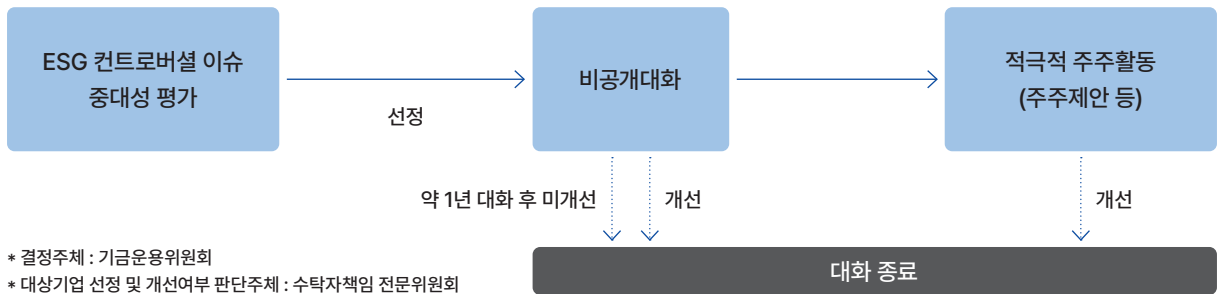 ESG 컨트로버셜 이슈
중대성 평가
선정
비공개대화
적극적 주주활동
(주주제안 등)
약 1년 대화 후 미개선
개선
개선
대화 종료
* 결정주체 : 기금운용위원회
* 대상기업 선정 및 개선여부 판단주체 : 수탁자책임 전문위원회